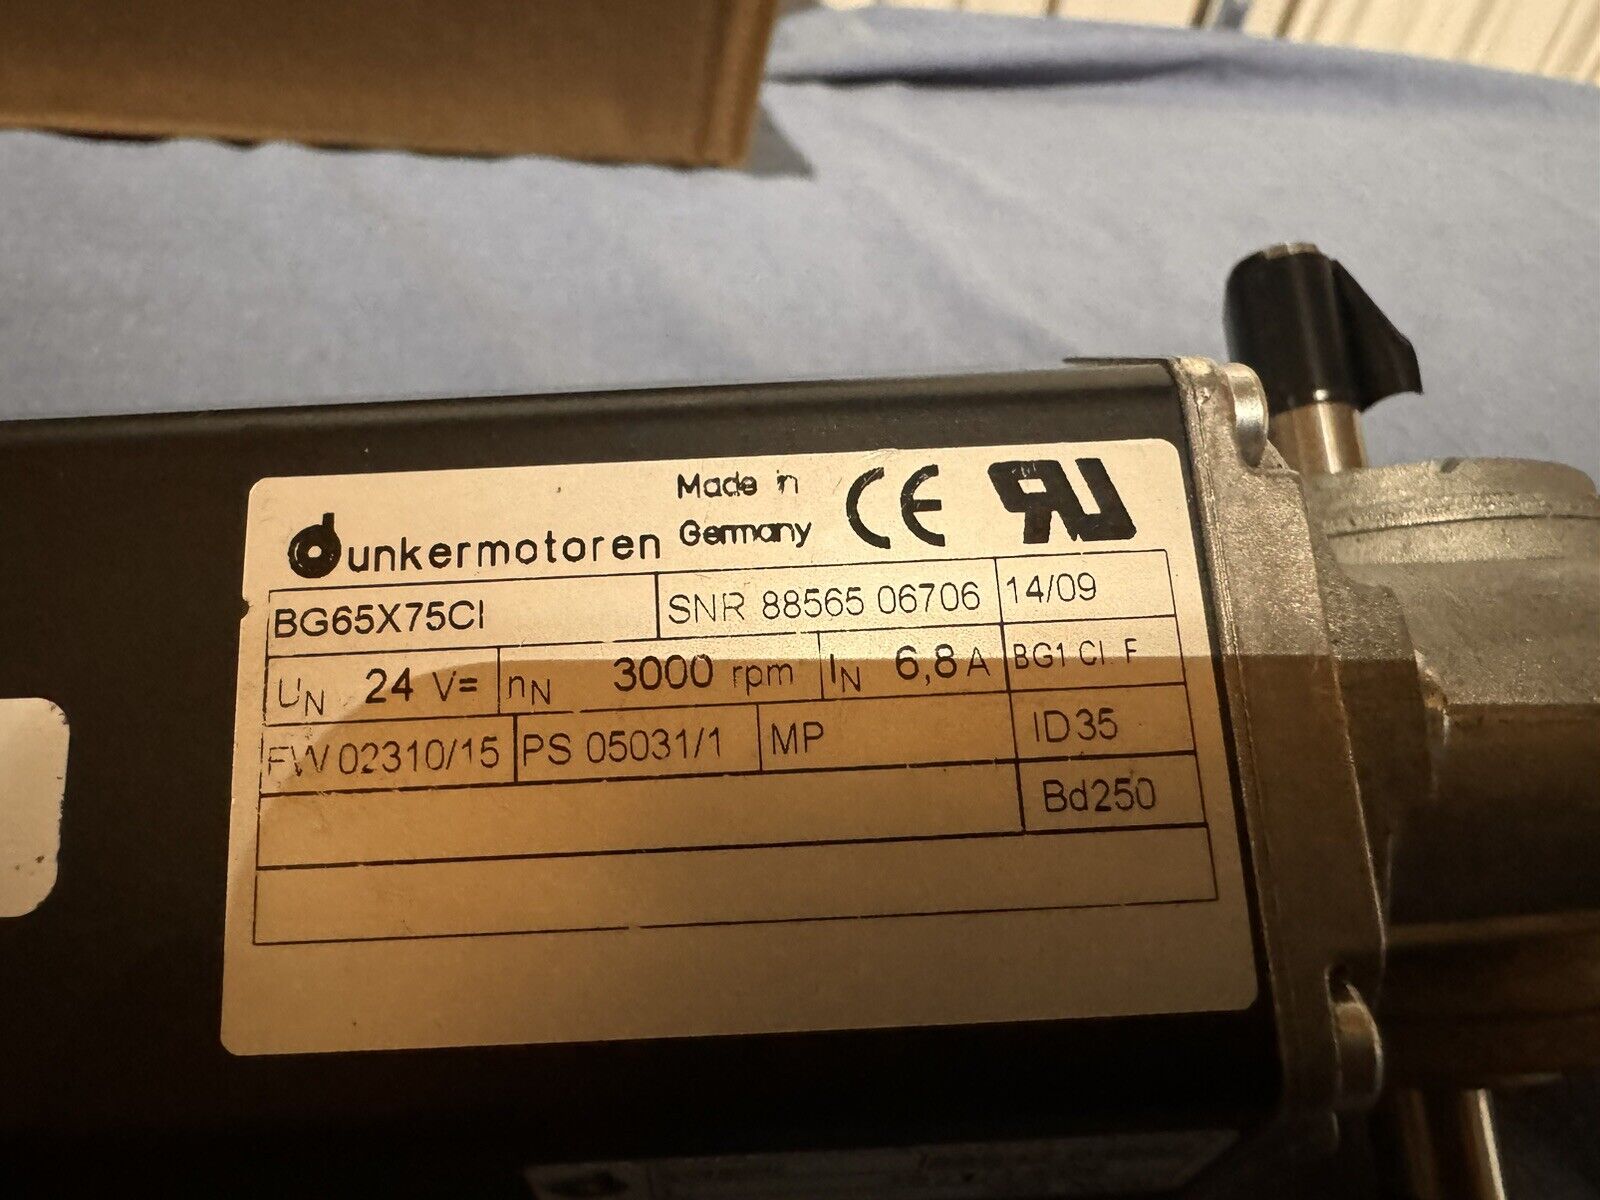 dunkermotoren Made in Germany CE
BG65X75CI SNR 88565 06706 14/09
UN 24 V= nN 3000 rpm IN 6,8 A BG1 CI F
FW 02310/15 PS 05031/1 MP ID35
Bd250